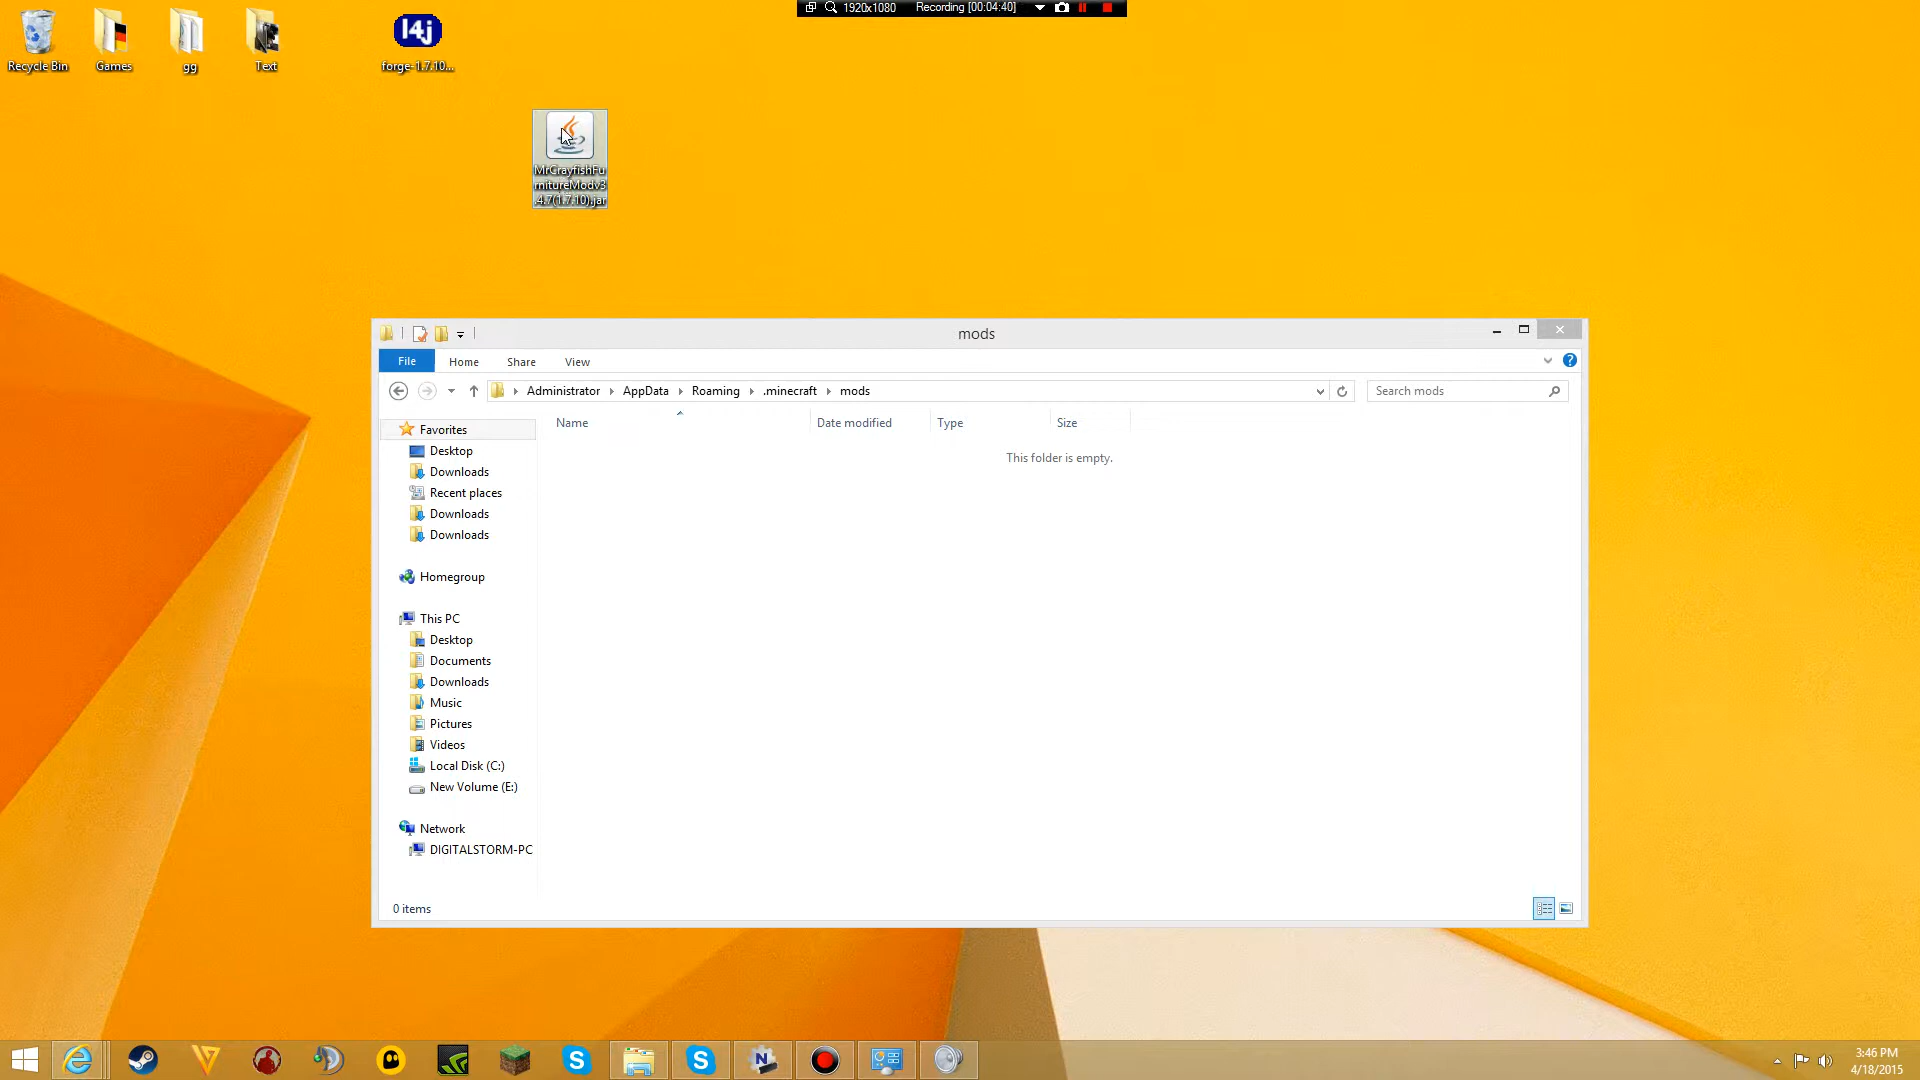 1920x1080 Recording [00:04:40]
Recycle Bin
Games
gg
Text
l4j
forge-1.7.10...
MrCrayfishFu
rnitureModv3
.4.7(1.7.10).jar
mods
File Home Share View
Administrator AppData Roaming .minecraft mods
Search mods
Name Date modified Type Size
This folder is empty.
Favorites
Desktop
Downloads
Recent places
Downloads
Downloads
Homegroup
This PC
Desktop
Documents
Downloads
Music
Pictures
Videos
Local Disk (C:)
New Volume (E:)
Network
DIGITALSTORM-PC
0 items
3:46 PM
4/18/2015